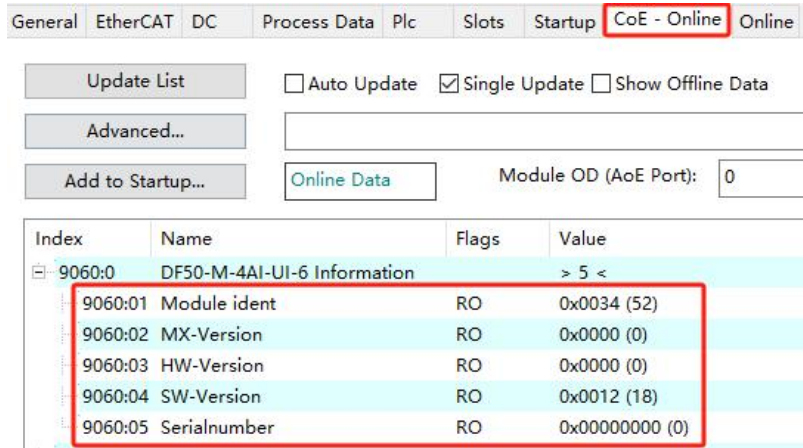 General EtherCAT DC Process Data Plc Slots Startup CoE - Online Online
Update List Auto Update Single Update Show Offline Data
Advanced...
Add to Startup... Online Data Module OD (AoE Port): 0
Index Name Flags Value
9060:0 DF50-M-4AI-UI-6 Information > 5 <
9060:01 Module ident RO 0x0034 (52)
9060:02 MX-Version RO 0x0000 (0)
9060:03 HW-Version RO 0x0000 (0)
9060:04 SW-Version RO 0x0012 (18)
9060:05 Serialnumber RO 0x00000000 (0)